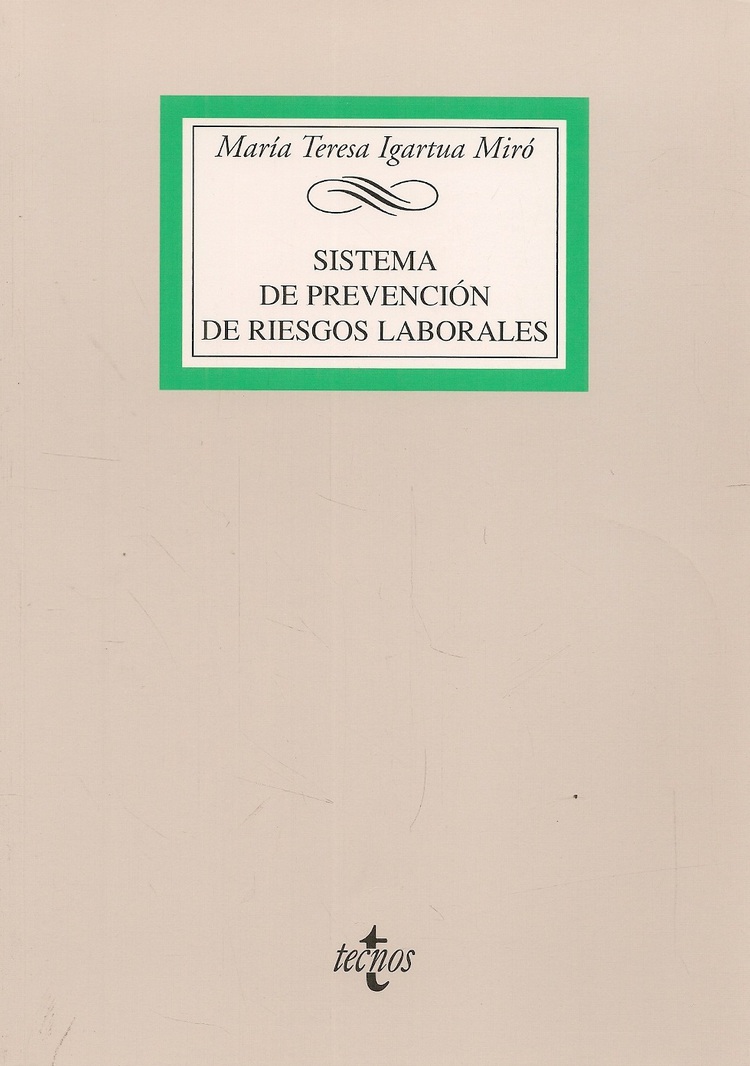 María Teresa Igartua Miró
SISTEMA
DE PREVENCIÓN
DE RIESGOS LABORALES
tecnos